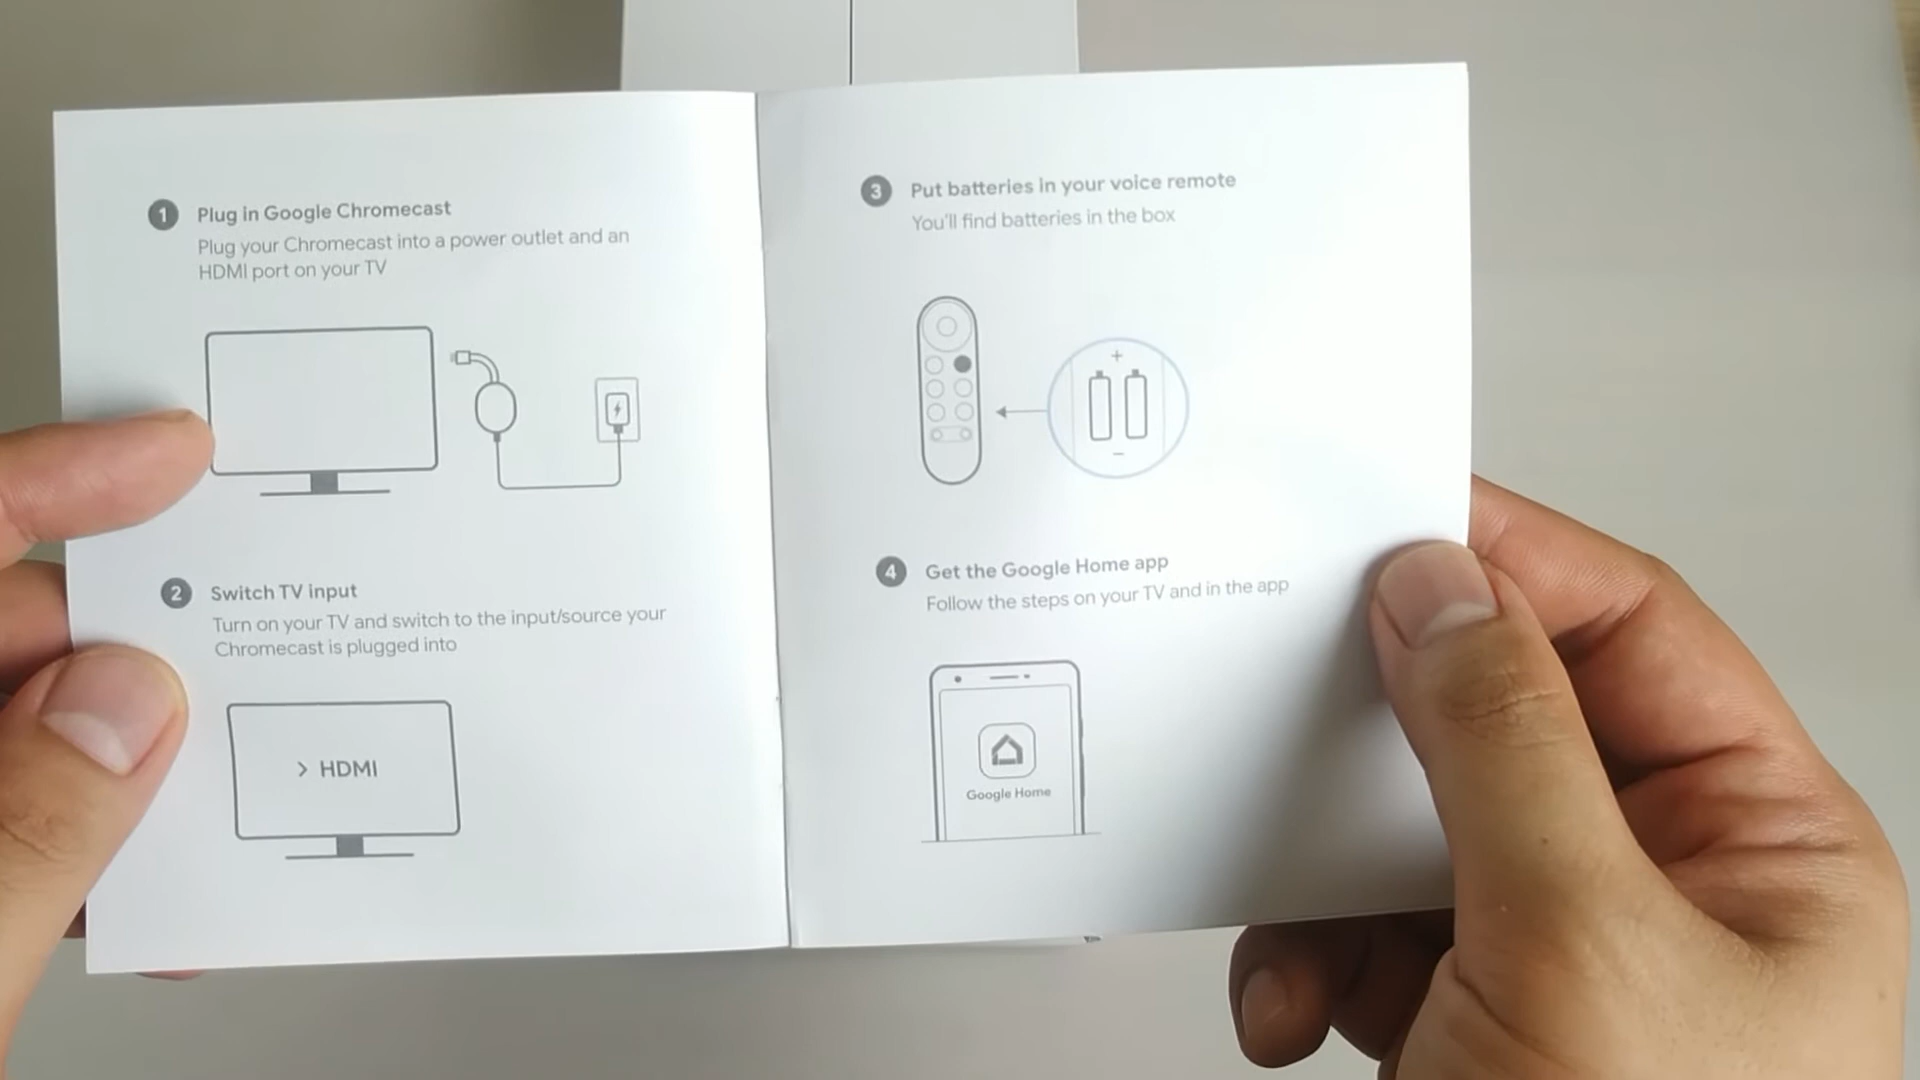 1 Plug in Google Chromecast
Plug your Chromecast into a power outlet and an
HDMI port on your TV
2 Switch TV input
Turn on your TV and switch to the input/source your
Chromecast is plugged into
> HDMI
3 Put batteries in your voice remote
You'll find batteries in the box
+
−
4 Get the Google Home app
Follow the steps on your TV and in the app
Google Home